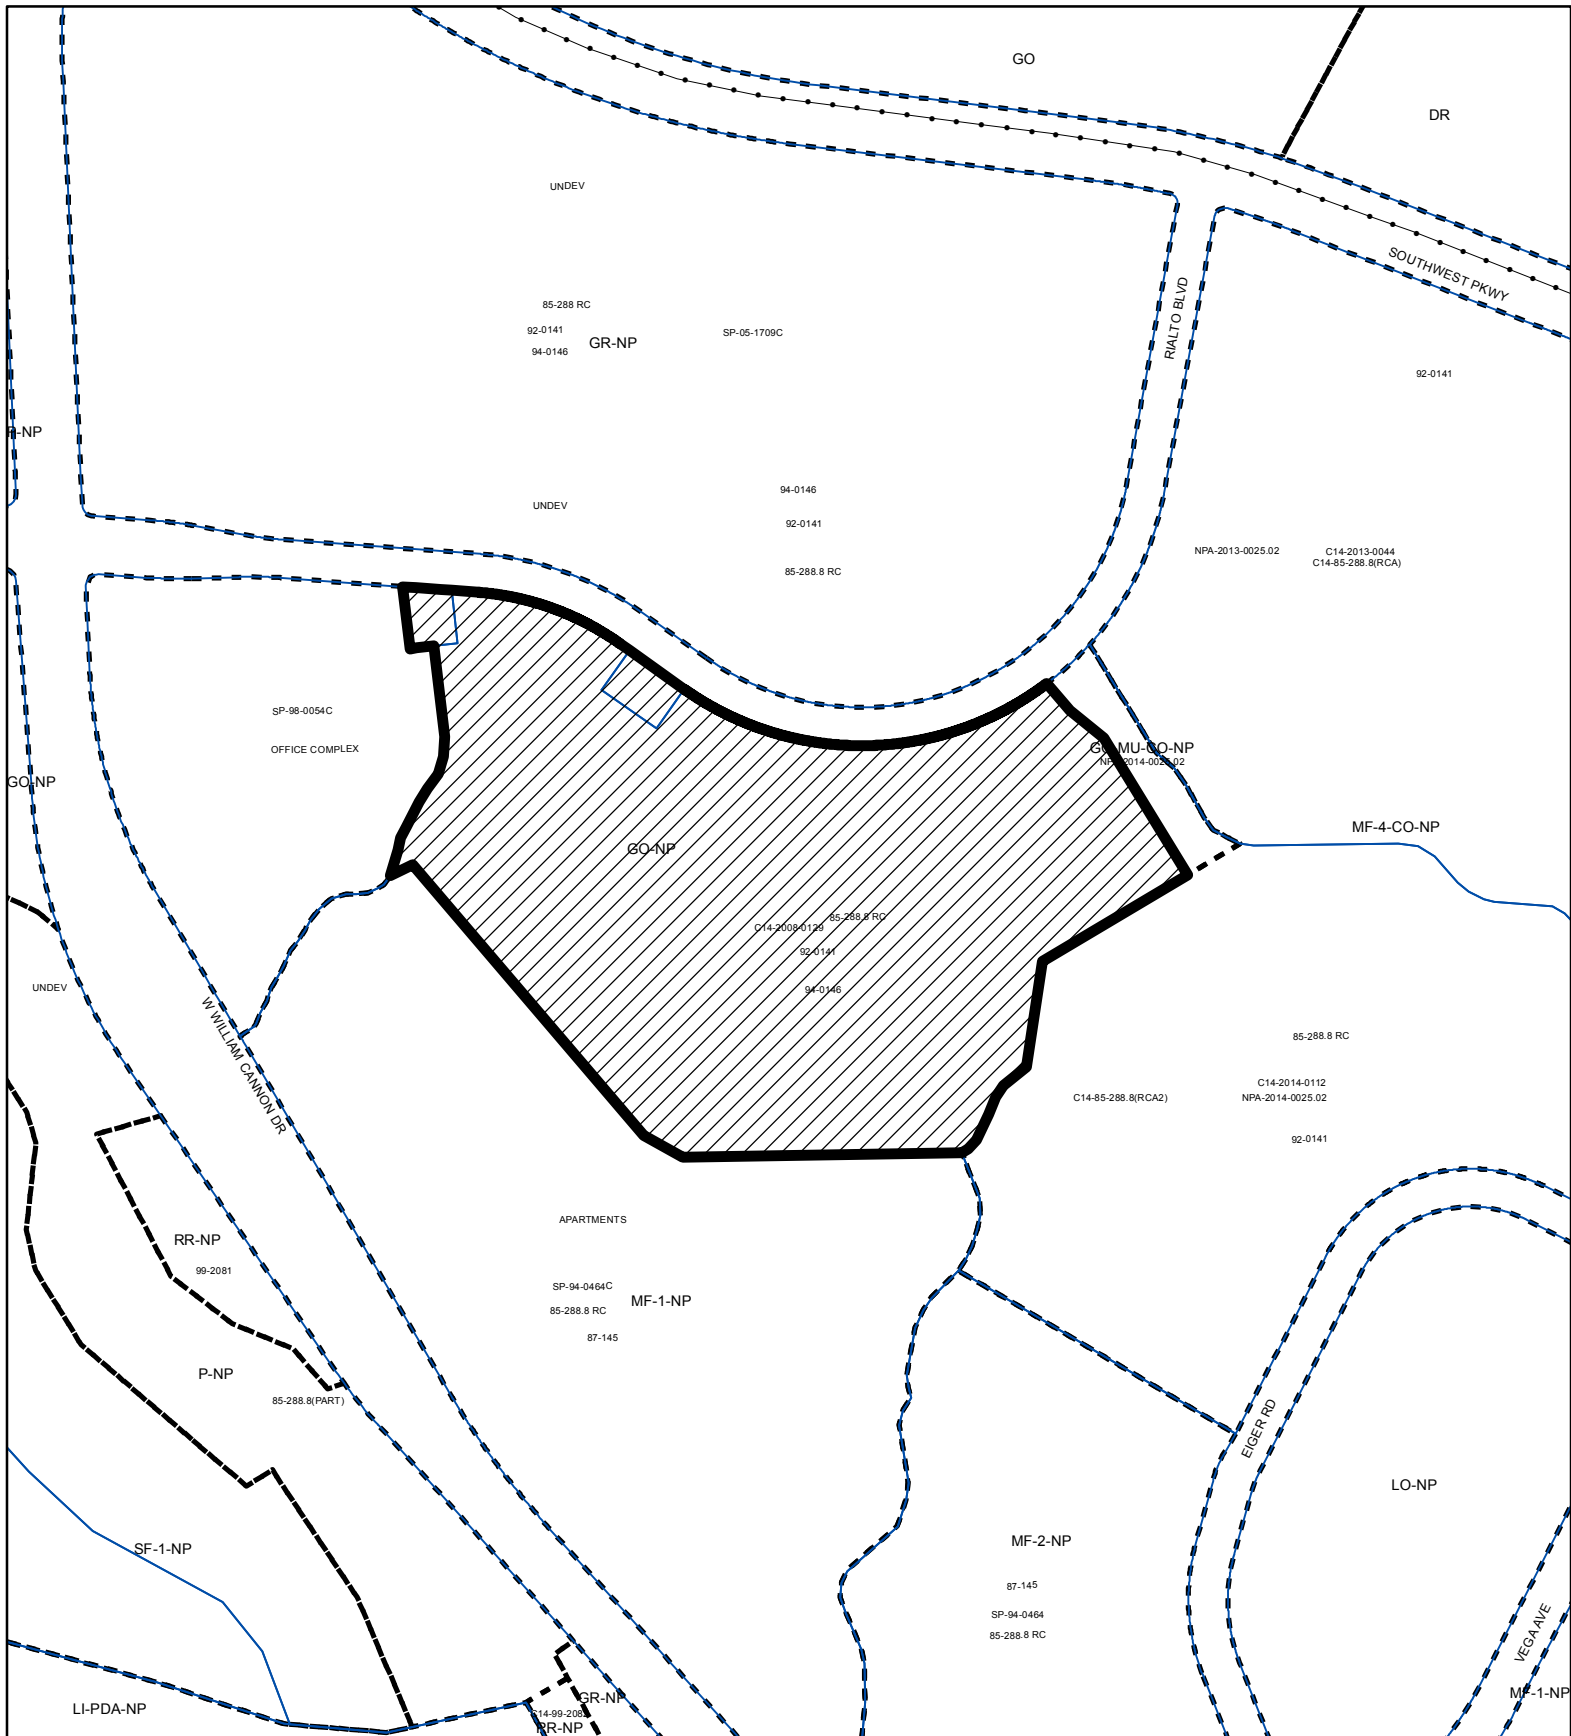 GO
DR
UNDEV
SOUTHWEST PKWY
RIALTO BLVD
85-288 RC
92-0141
SP-05-1709C
GR-NP
94-0146
92-0141
94-0146
UNDEV
92-0141
NPA-2013-0025.02
C14-2013-0044
C14-85-288.8(RCA)
85-288.8 RC
SP-98-0054C
OFFICE COMPLEX
GO-MU-CO-NP
GO-NP
MF-4-CO-NP
GO-NP
85-288.8 RC
C14-2008-0129
92-0141
94-0146
UNDEV
W WILLIAM CANNON DR
85-288.8 RC
C14-2014-0112
C14-85-288.8(RCA2)
NPA-2014-0025.02
92-0141
APARTMENTS
RR-NP
99-2081
SP-94-0464C
MF-1-NP
85-288.8 RC
87-145
P-NP
85-288.8(PART)
EIGER RD
LO-NP
SF-1-NP
MF-2-NP
87-145
SP-94-0464
85-288.8 RC
VEGA AVE
MF-1-NP
GR-NP
LI-PDA-NP
RR-NP